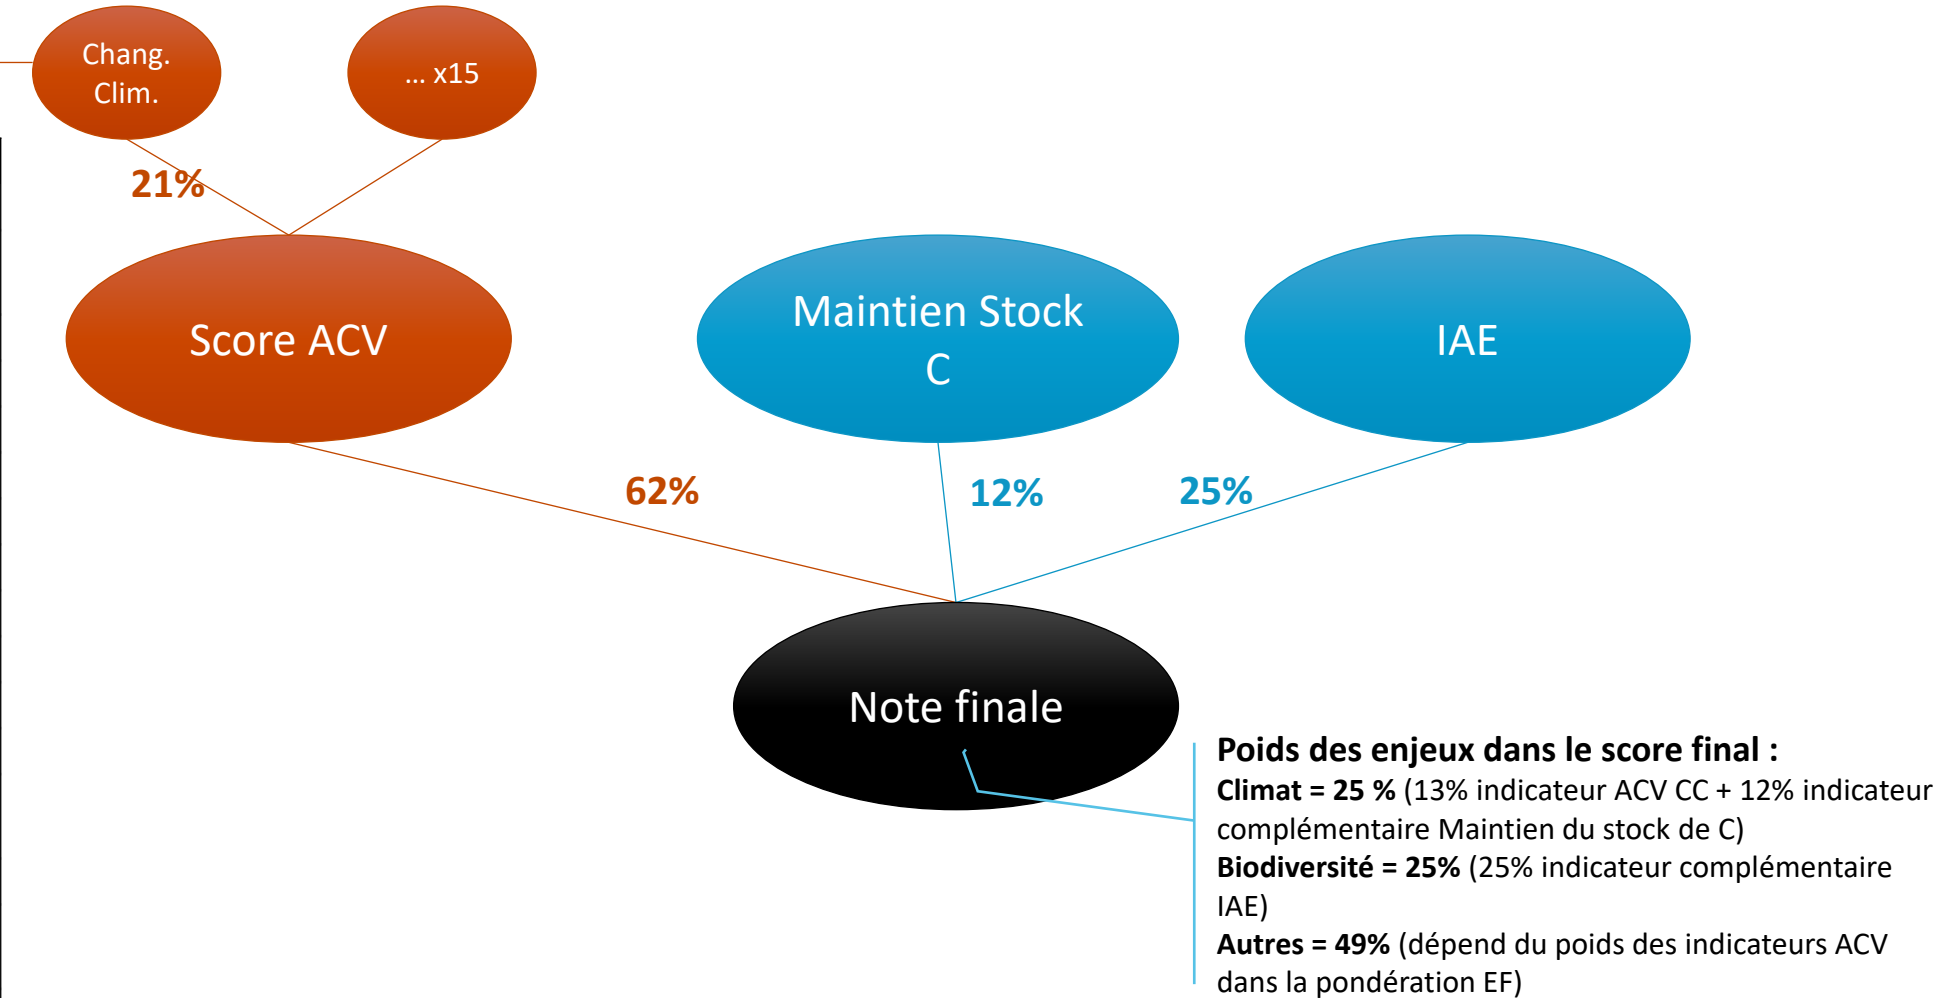 Chang.
Clim.
... x15
21%
Score ACV
Maintien Stock
C
IAE
62%
12%
25%
Note finale
Poids des enjeux dans le score final :
Climat = 25 % (13% indicateur ACV CC + 12% indicateur
complémentaire Maintien du stock de C)
Biodiversité = 25% (25% indicateur complémentaire
IAE)
Autres = 49% (dépend du poids des indicateurs ACV
dans la pondération EF)